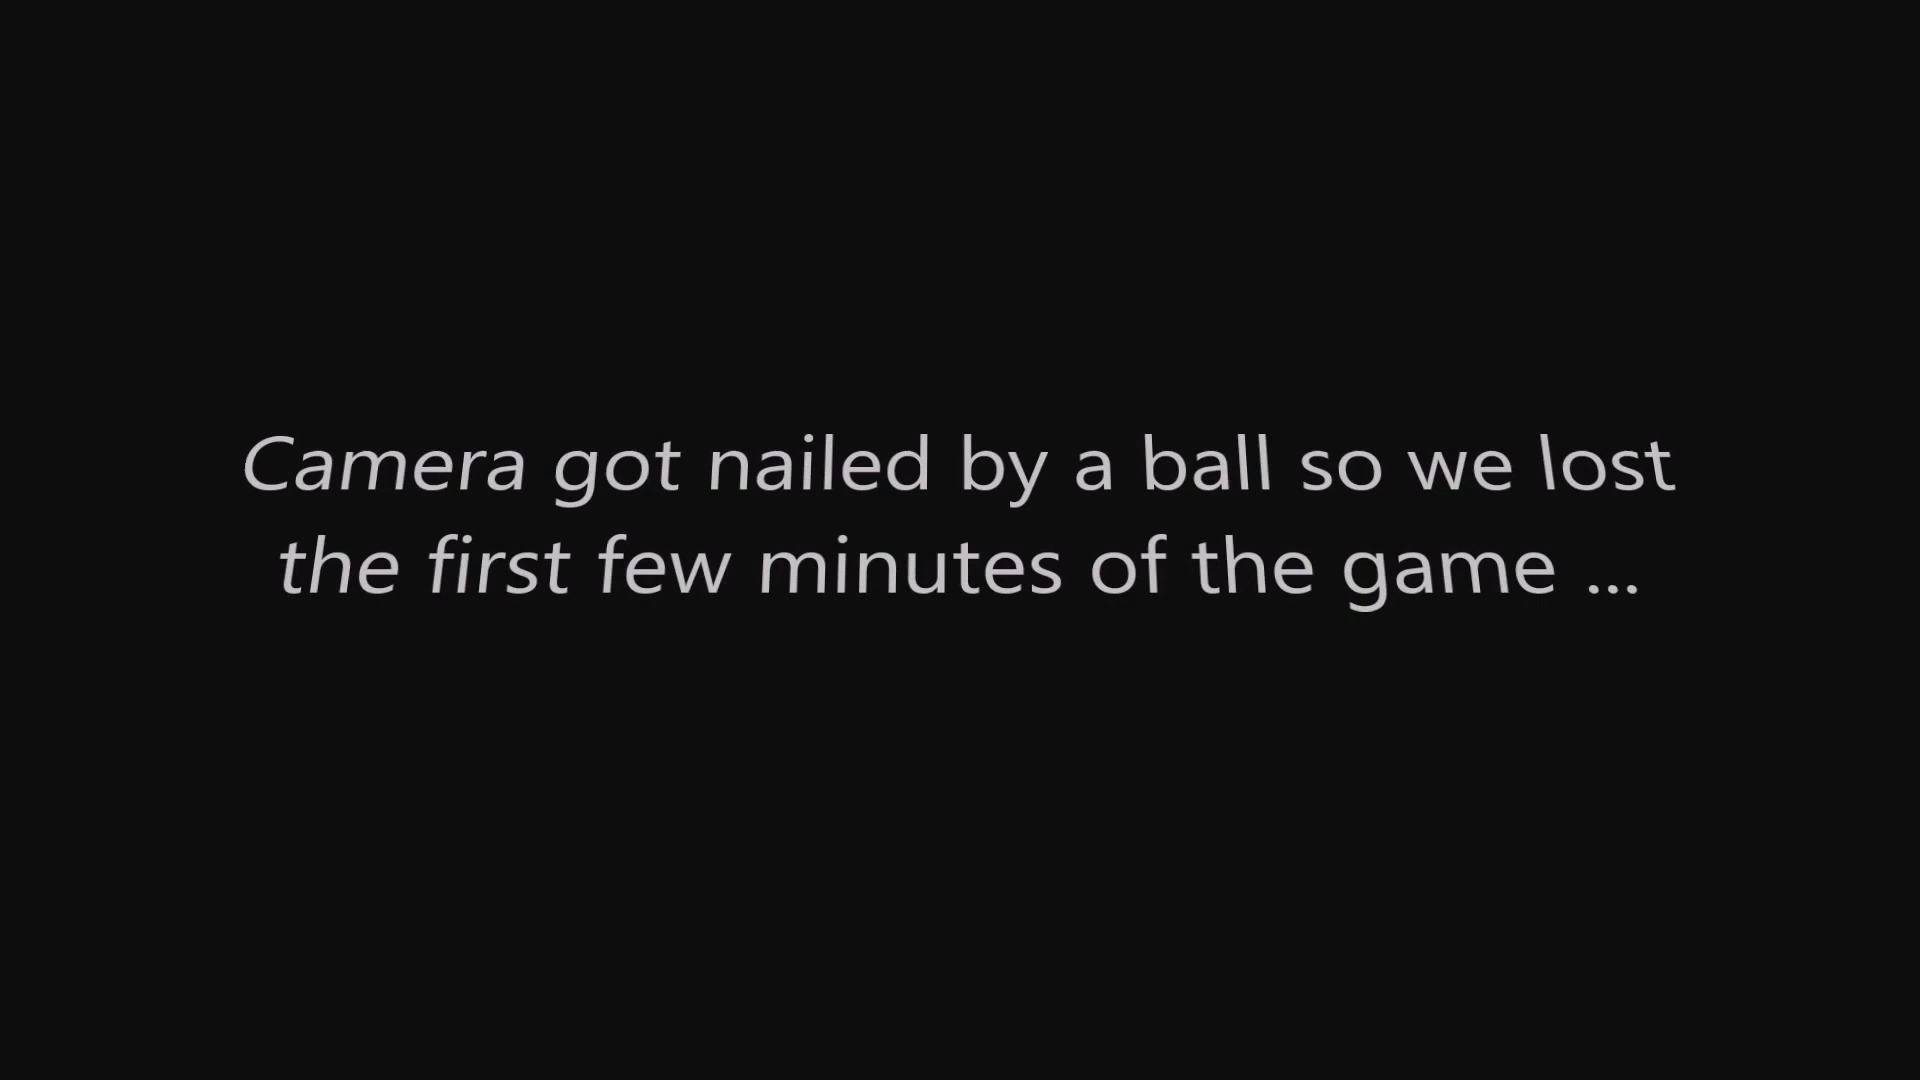 Camera got nailed by a ball so we lost
the first few minutes of the game ...